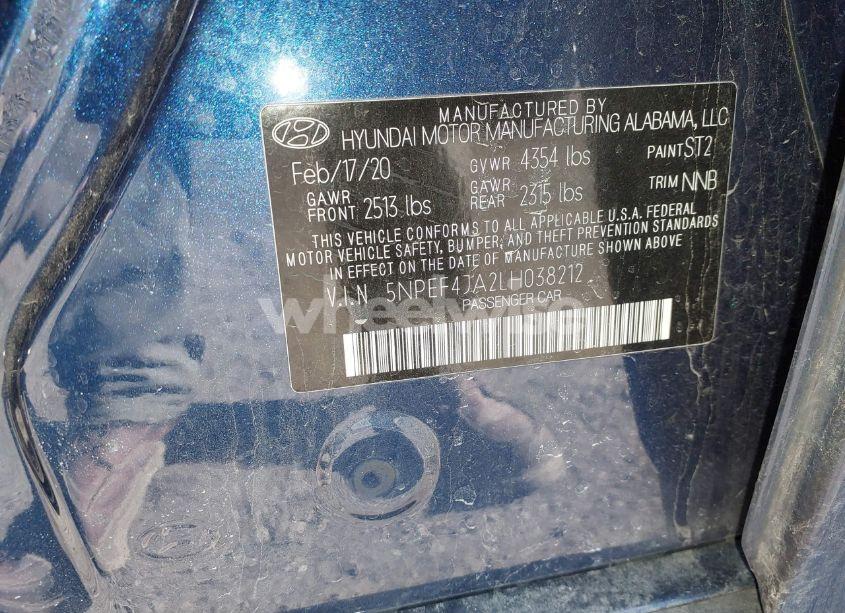 MANUFACTURED BY
HYUNDAI MOTOR MANUFACTURING ALABAMA, LLC
Feb/17/20 GVWR 4354 lbs PAINT ST2
GAWR FRONT 2513 lbs GAWR REAR 2315 lbs TRIM NNB
THIS VEHICLE CONFORMS TO ALL APPLICABLE U.S.A. FEDERAL
MOTOR VEHICLE SAFETY, BUMPER, AND THEFT PREVENTION STANDARDS
IN EFFECT ON THE DATE OF MANUFACTURE SHOWN ABOVE
V.I.N. 5NPEF4JA2LH038212
PASSENGER CAR
wheelwise